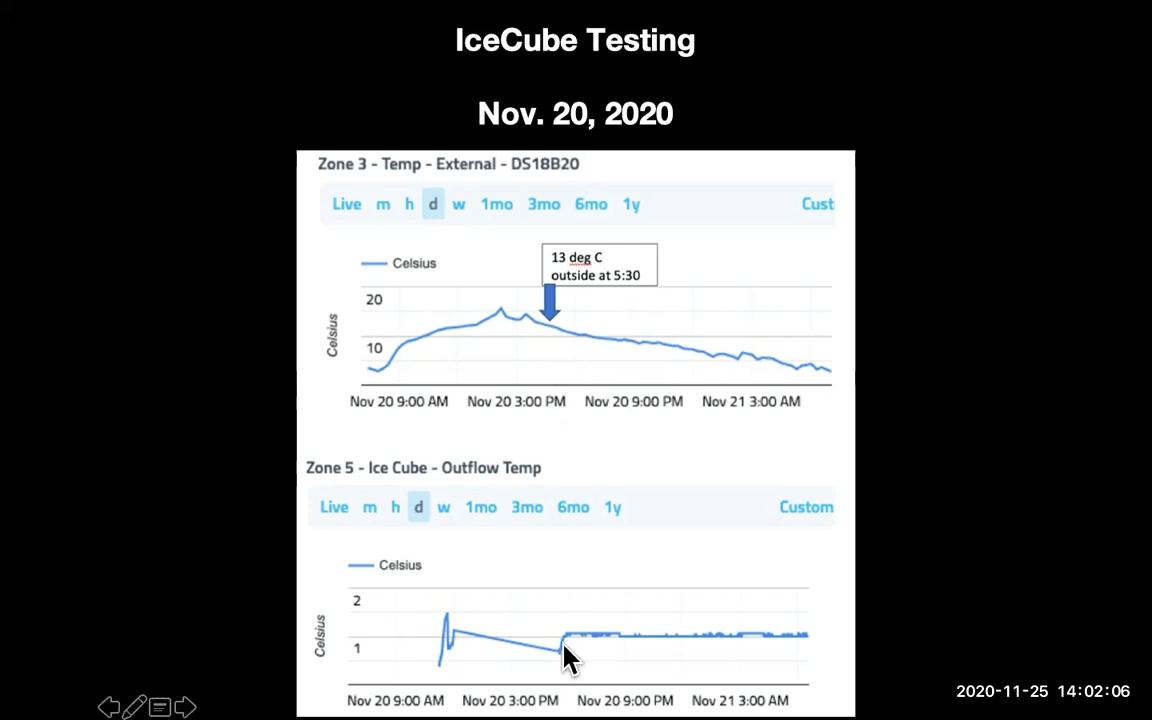 IceCube Testing
Nov. 20, 2020
Zone 3 - Temp - External - DS18B20
Live m h d w 1mo 3mo 6mo 1y Cust
Celsius
13 deg C
outside at 5:30
20
10
Celsius
Nov 20 9:00 AM Nov 20 3:00 PM Nov 20 9:00 PM Nov 21 3:00 AM
Zone 5 - Ice Cube - Outflow Temp
Live m h d w 1mo 3mo 6mo 1y Custom
Celsius
2
1
Celsius
Nov 20 9:00 AM Nov 20 3:00 PM Nov 20 9:00 PM Nov 21 3:00 AM
2020-11-25 14:02:06